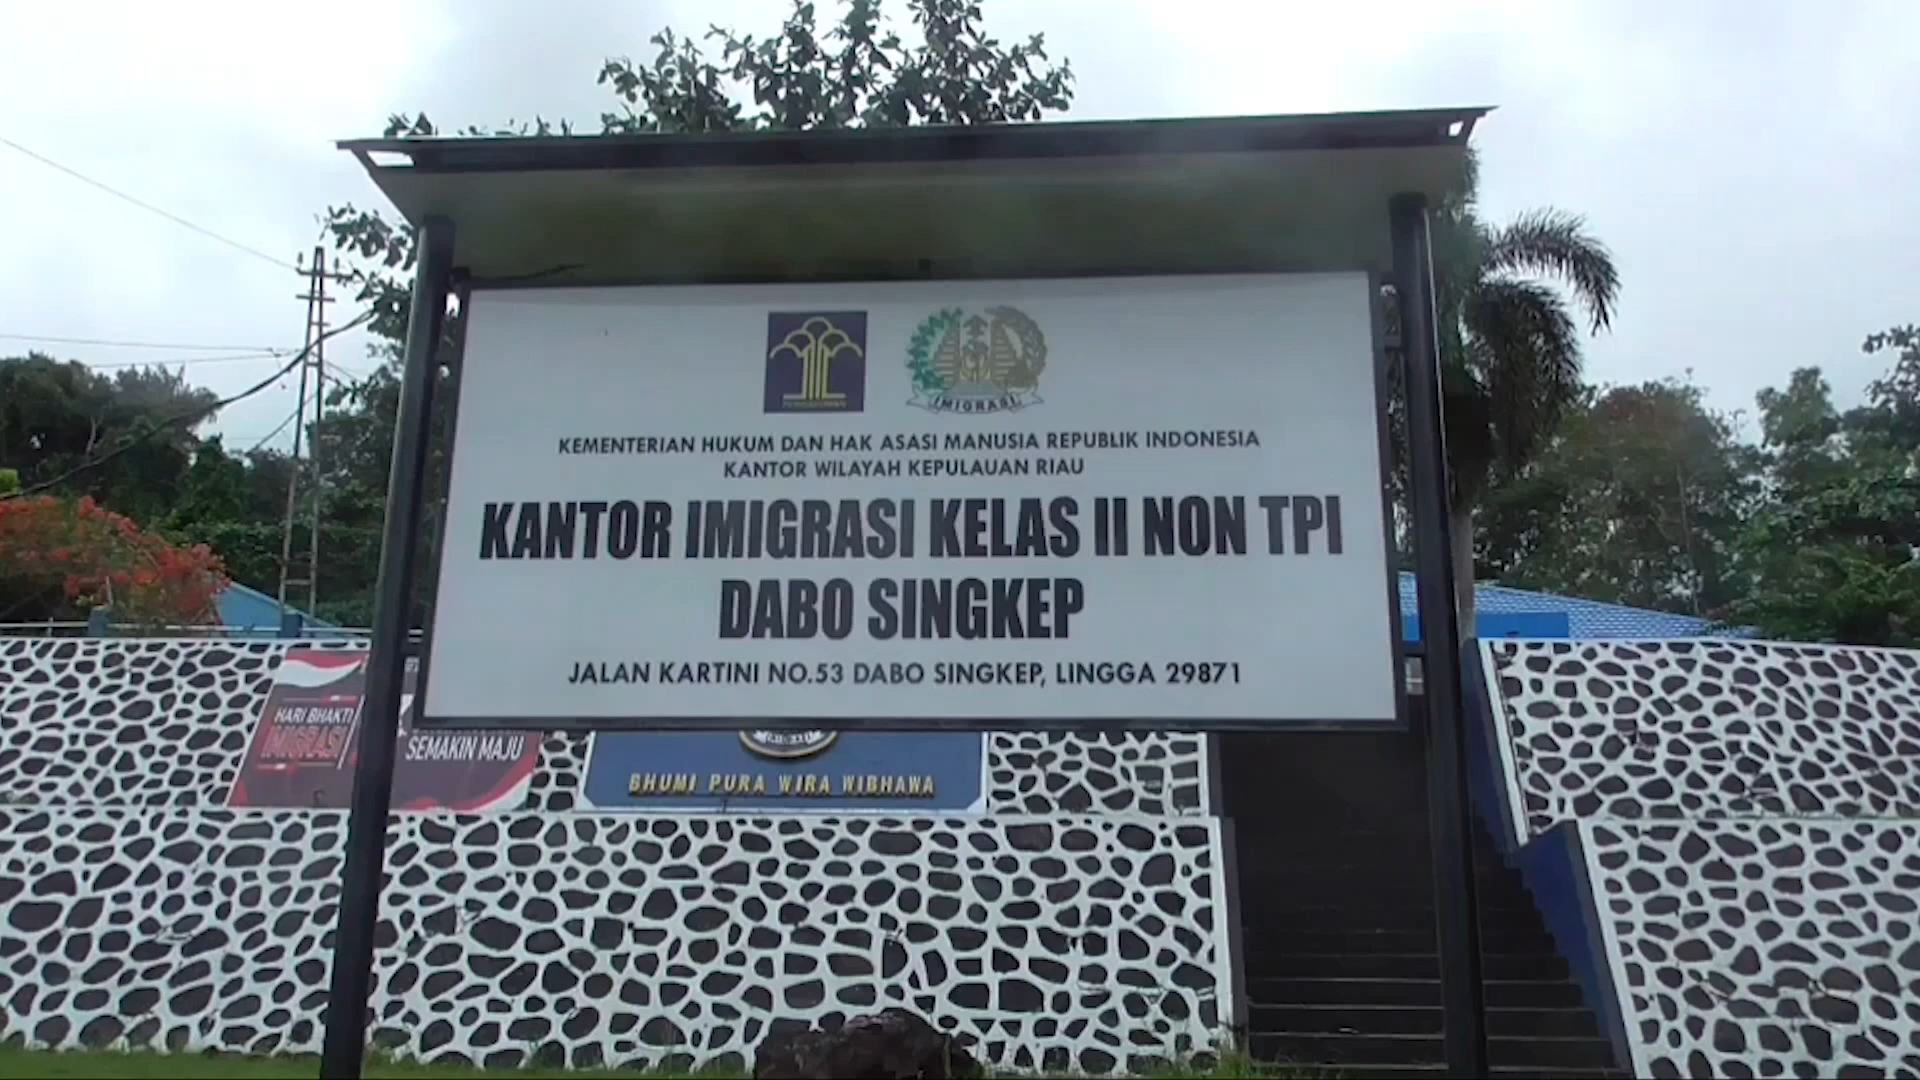 IMIGRASI
KEMENTERIAN HUKUM DAN HAK ASASI MANUSIA REPUBLIK INDONESIA
KANTOR WILAYAH KEPULAUAN RIAU
KANTOR IMIGRASI KELAS II NON TPI
DABO SINGKEP
JALAN KARTINI NO.53 DABO SINGKEP, LINGGA 29871
HARI BHAKTI
IMIGRASI
SEMAKIN MAJU
BHUMI PURA WIRA WIBHAWA